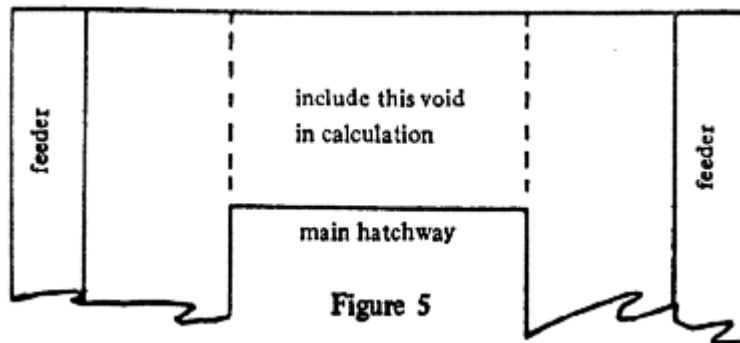 include this void
in calculation
feeder
feeder
main hatchway
Figure 5